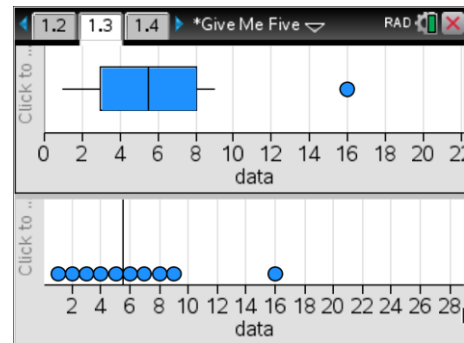 1.2 1.3 1.4 *Give Me Five RAD
Click to ...
0 2 4 6 8 10 12 14 16 18 20 22
data
Click to ...
2 4 6 8 10 12 14 16 18 20 22 24 26 28
data